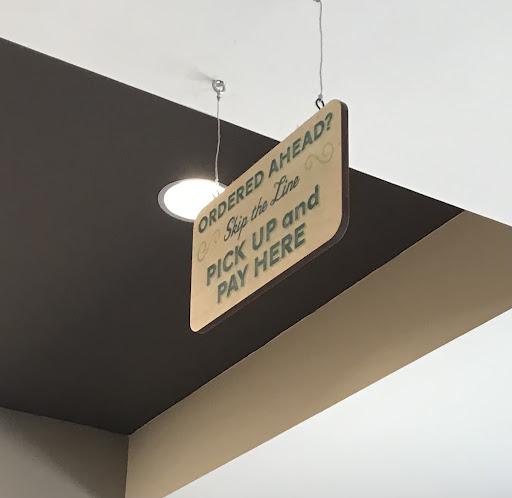 ORDERED AHEAD?
Skip the Line
PICK UP and
PAY HERE